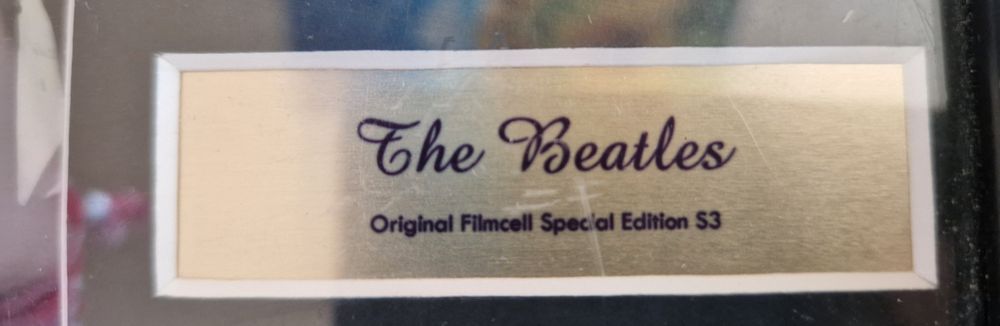 The Beatles
Original Filmcell Special Edition S3